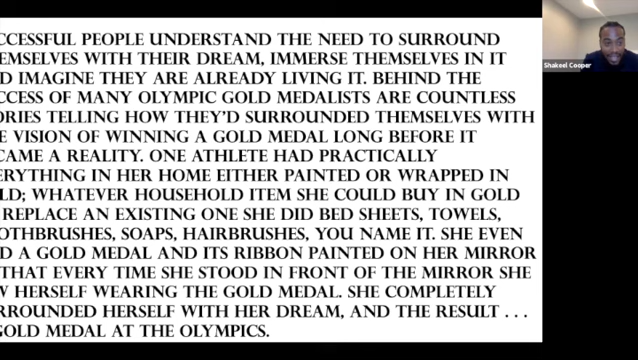 CCESSFUL PEOPLE UNDERSTAND THE NEED TO SURROUND
EMSELVES WITH THEIR DREAM, IMMERSE THEMSELVES IN IT
D IMAGINE THEY ARE ALREADY LIVING IT. BEHIND THE
CCESS OF MANY OLYMPIC GOLD MEDALISTS ARE COUNTLESS
ORIES TELLING HOW THEY'D SURROUNDED THEMSELVES WITH
E VISION OF WINNING A GOLD MEDAL LONG BEFORE IT
CAME A REALITY. ONE ATHLETE HAD PRACTICALLY
ERYTHING IN HER HOME EITHER PAINTED OR WRAPPED IN
LD; WHATEVER HOUSEHOLD ITEM SHE COULD BUY IN GOLD
REPLACE AN EXISTING ONE SHE DID BED SHEETS, TOWELS,
OTHBRUSHES, SOAPS, HAIRBRUSHES, YOU NAME IT. SHE EVEN
D A GOLD MEDAL AND ITS RIBBON PAINTED ON HER MIRROR
THAT EVERY TIME SHE STOOD IN FRONT OF THE MIRROR SHE
W HERSELF WEARING THE GOLD MEDAL. SHE COMPLETELY
RROUNDED HERSELF WITH HER DREAM, AND THE RESULT . . .
GOLD MEDAL AT THE OLYMPICS.
Shakeel Cooper